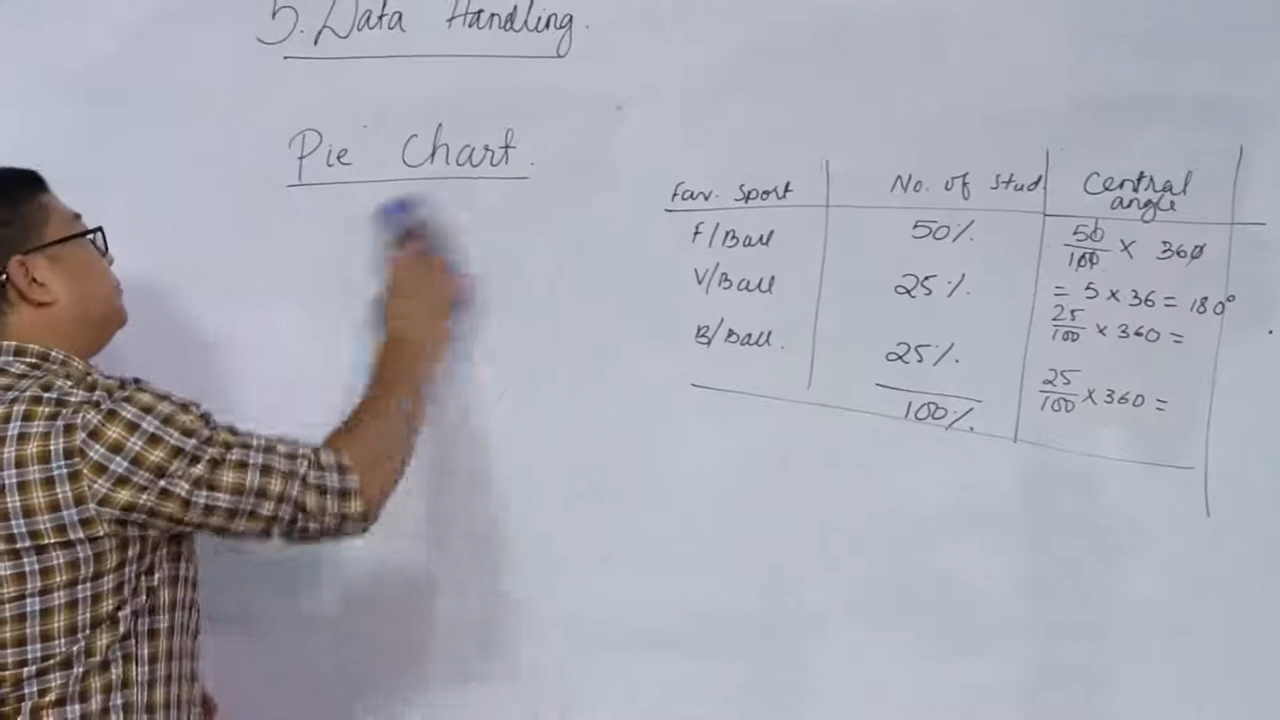 5. Data Handling.
Pie Chart.
Fav. Sport No. of Stud Central angle
F/Ball 50% 50/100 × 360
= 5 × 36 = 180°
V/Ball 25% 25/100 × 360 =
B/Ball. 25% 25/100 × 360 =
100%